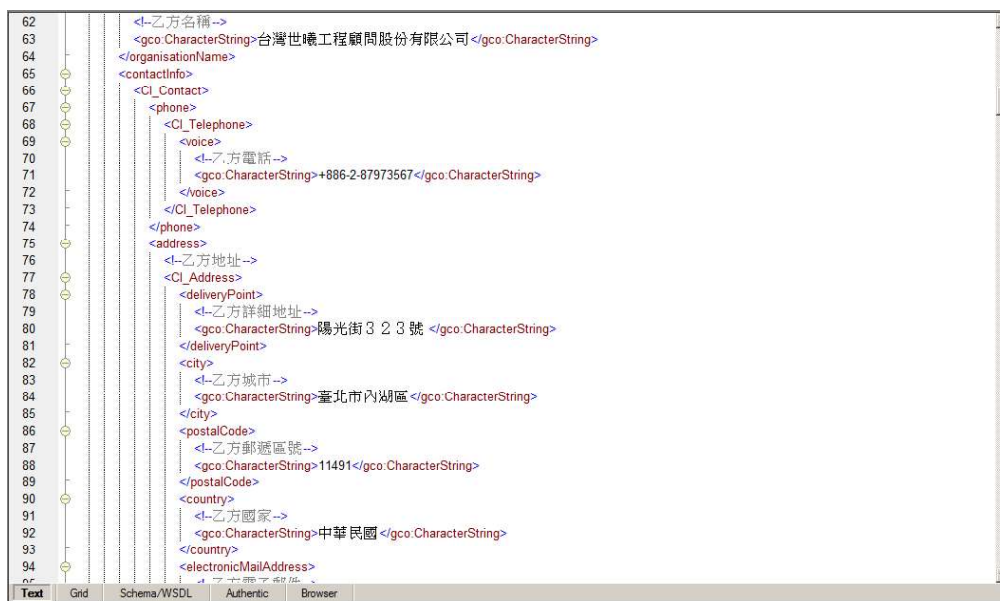 62 <!--乙方名稱-->
63 <gco:CharacterString>台灣世曦工程顧問股份有限公司</gco:CharacterString>
64 </organisationName>
65 <contactInfo>
66 <CI_Contact>
67 <phone>
68 <CI_Telephone>
69 <voice>
70 <!--乙方電話-->
71 <gco:CharacterString>+886-2-87973567</gco:CharacterString>
72 </voice>
73 </CI_Telephone>
74 </phone>
75 <address>
76 <!--乙方地址-->
77 <CI_Address>
78 <deliveryPoint>
79 <!--乙方詳細地址-->
80 <gco:CharacterString>陽光街３２３號 </gco:CharacterString>
81 </deliveryPoint>
82 <city>
83 <!--乙方城市-->
84 <gco:CharacterString>臺北市內湖區</gco:CharacterString>
85 </city>
86 <postalCode>
87 <!--乙方郵遞區號-->
88 <gco:CharacterString>11491</gco:CharacterString>
89 </postalCode>
90 <country>
91 <!--乙方國家-->
92 <gco:CharacterString>中華民國</gco:CharacterString>
93 </country>
94 <electronicMailAddress>
95 <!--乙方電子郵件-->
Text Grid Schema/WSDL Authentic Browser